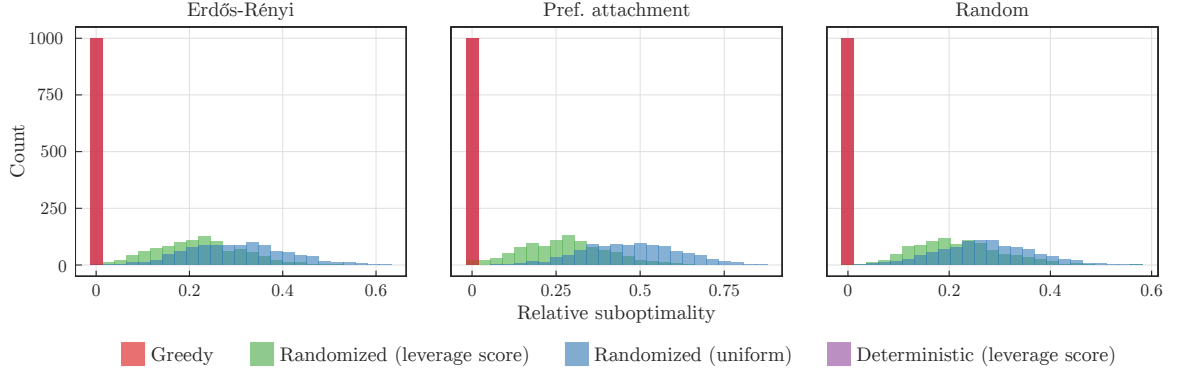 Erdős-Rényi
Pref. attachment
Random
Count
1000
750
500
250
0
0 0.2 0.4 0.6
0 0.25 0.5 0.75
0 0.2 0.4 0.6
Relative suboptimality
Greedy Randomized (leverage score) Randomized (uniform) Deterministic (leverage score)